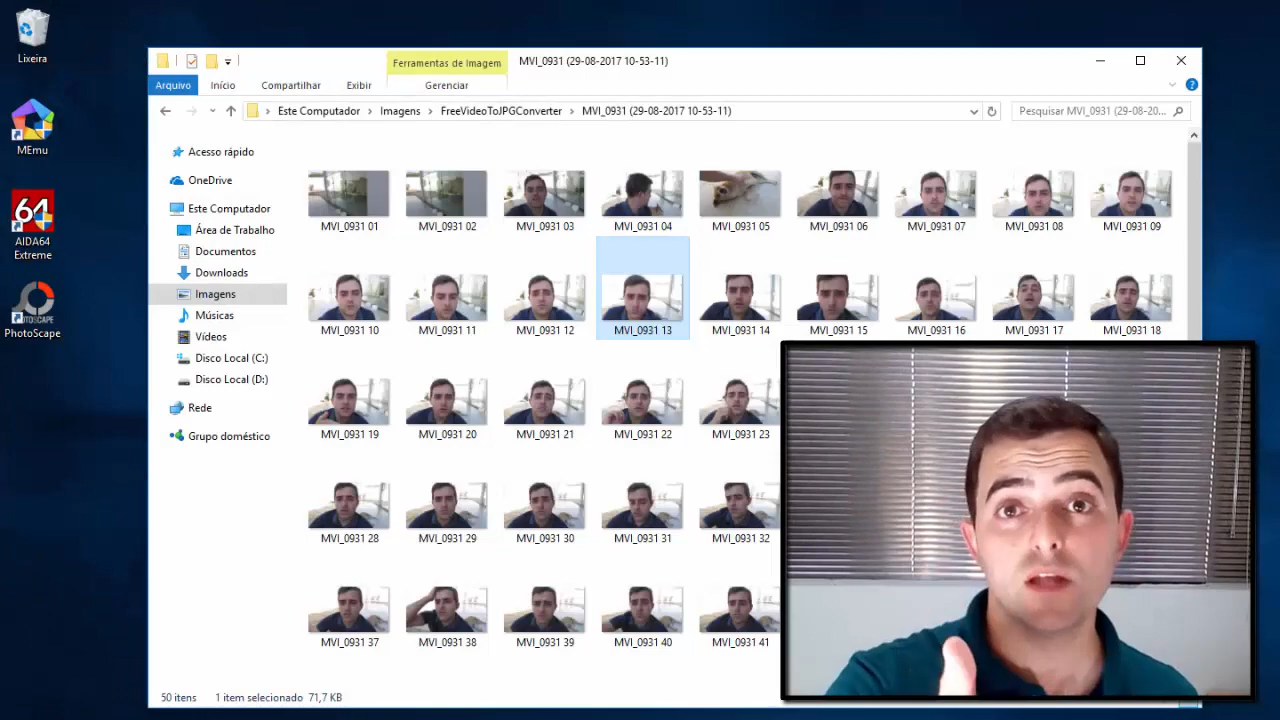 Lixeira
MEmu
64
AIDA64
Extreme
PHOTOSCAPE
PhotoScape
Ferramentas de Imagem
MVI_0931 (29-08-2017 10-53-11)
Arquivo
Início
Compartilhar
Exibir
Gerenciar
Este Computador
Imagens
FreeVideoToJPGConverter
MVI_0931 (29-08-2017 10-53-11)
Pesquisar MVI_0931 (29-08-20...
Acesso rápido
OneDrive
Este Computador
Área de Trabalho
Documentos
Downloads
Imagens
Músicas
Vídeos
Disco Local (C:)
Disco Local (D:)
Rede
Grupo doméstico
MVI_0931 01 MVI_0931 02 MVI_0931 03 MVI_0931 04 MVI_0931 05 MVI_0931 06 MVI_0931 07 MVI_0931 08 MVI_0931 09
MVI_0931 10 MVI_0931 11 MVI_0931 12 MVI_0931 13 MVI_0931 14 MVI_0931 15 MVI_0931 16 MVI_0931 17 MVI_0931 18
MVI_0931 19 MVI_0931 20 MVI_0931 21 MVI_0931 22 MVI_0931 23
MVI_0931 28 MVI_0931 29 MVI_0931 30 MVI_0931 31 MVI_0931 32
MVI_0931 37 MVI_0931 38 MVI_0931 39 MVI_0931 40 MVI_0931 41
50 itens 1 item selecionado 71,7 KB